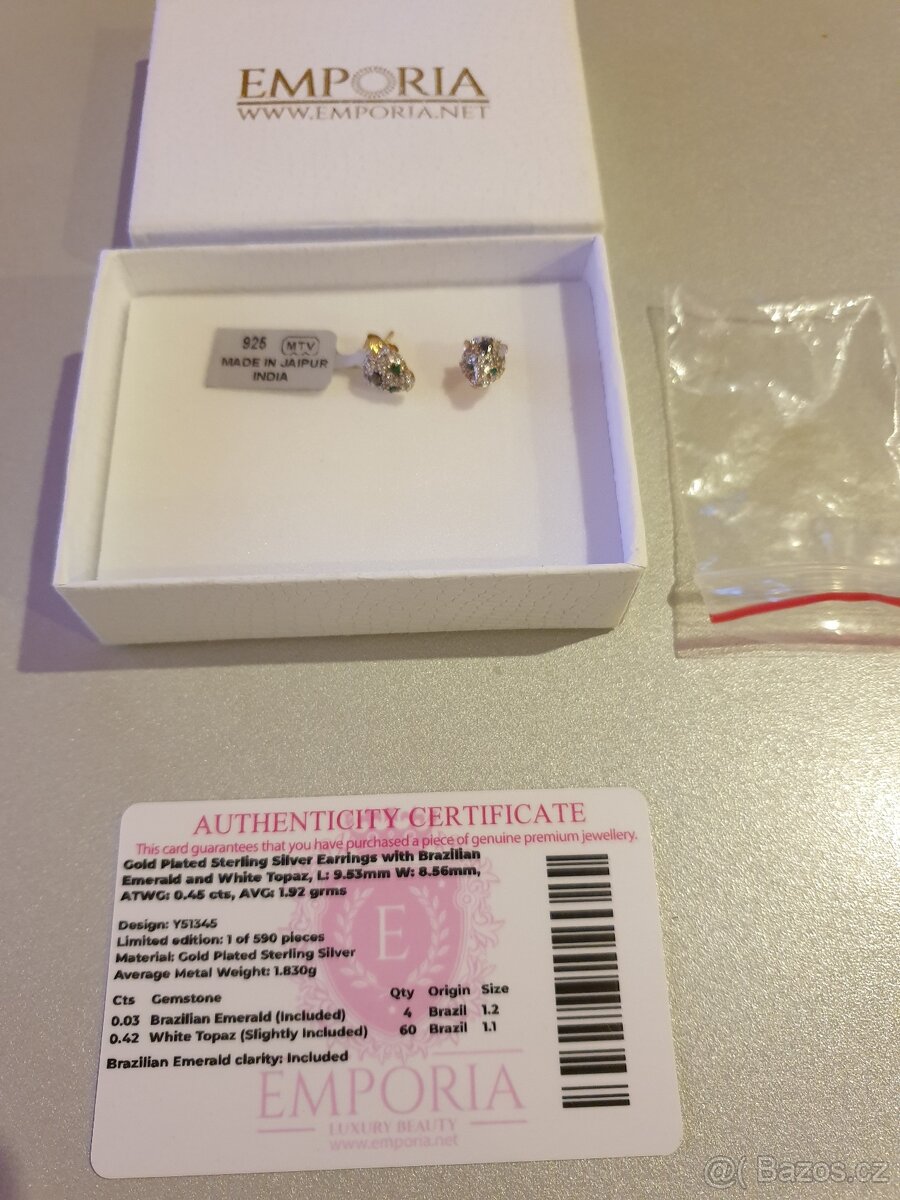 EMPORIA
WWW.EMPORIA.NET
925 MTV
MADE IN JAIPUR
INDIA
AUTHENTICITY CERTIFICATE
This card guarantees that you have purchased a piece of genuine premium jewellery.
Gold Plated Sterling Silver Earrings with Brazilian
Emerald and White Topaz, L: 9.53mm W: 8.56mm,
ATWG: 0.45 cts, AVG: 1.92 grms
Design: Y51345
Limited edition: 1 of 590 pieces
Material: Gold Plated Sterling Silver
Average Metal Weight: 1.830g
Cts Gemstone Qty Origin Size
0.03 Brazilian Emerald (Included) 4 Brazil 1.2
0.42 White Topaz (Slightly Included) 60 Brazil 1.1
Brazilian Emerald clarity: Included
E
EMPORIA
LUXURY BEAUTY
www.emporia.net
@( Bazos.cz